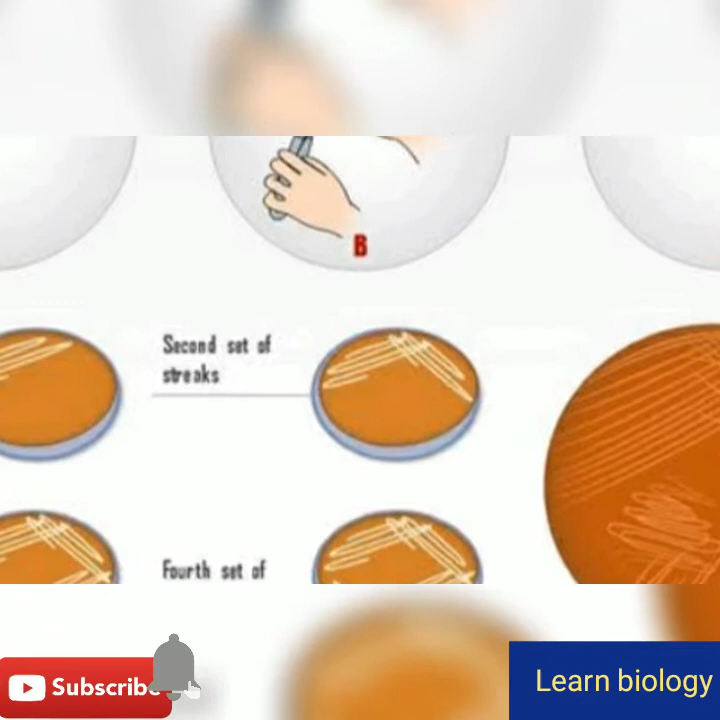 B
Second set of
streaks
Fourth set of
Subscribe
Learn biology